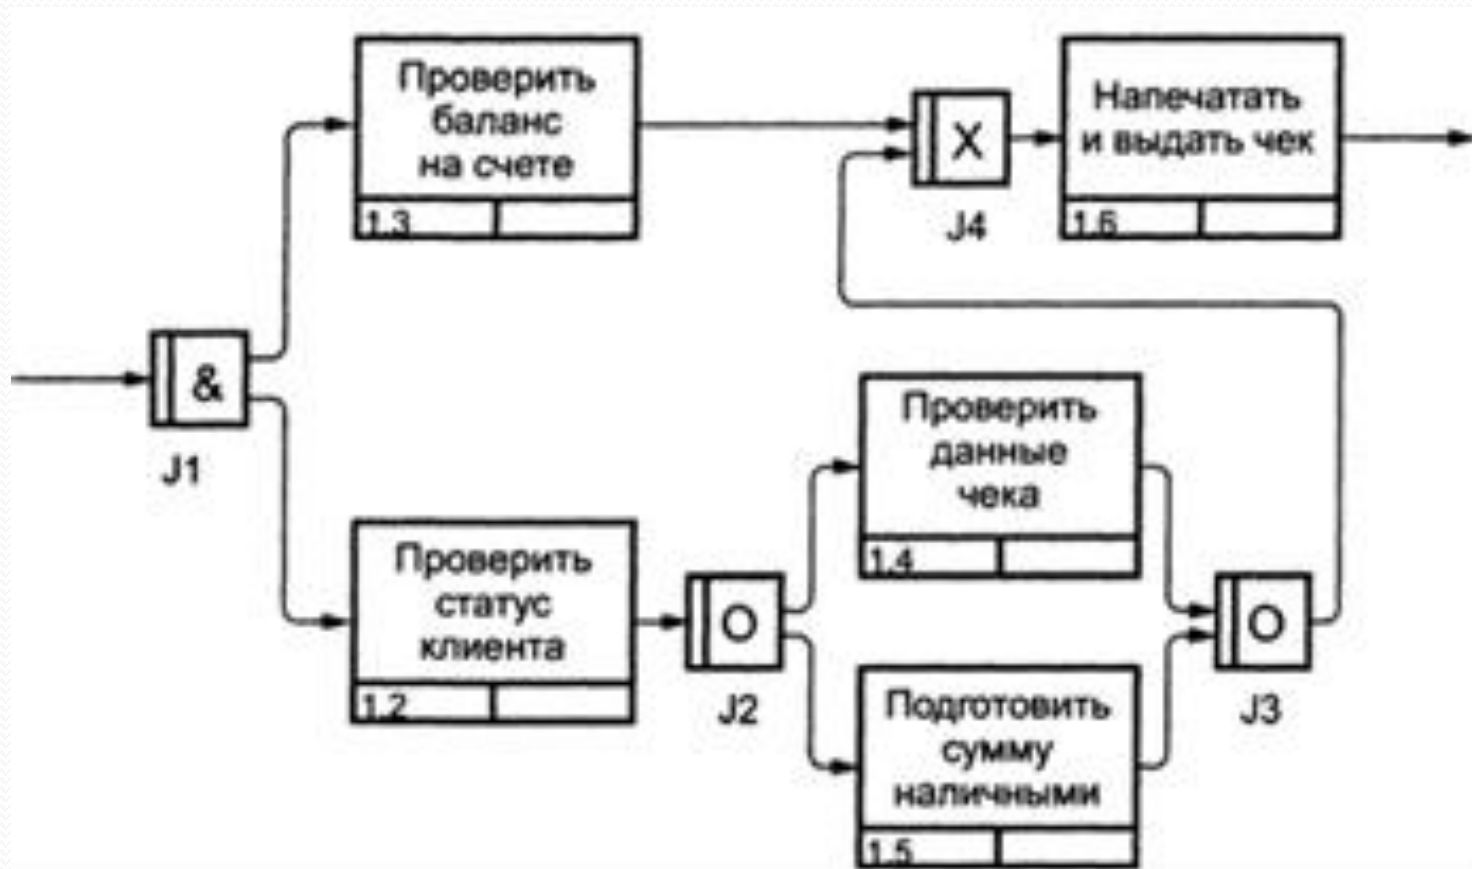 Проверить
баланс
на счете
1.3
X
J4
Напечатать
и выдать чек
1.6
&
J1
Проверить
статус
клиента
1.2
O
J2
Проверить
данные
чека
1.4
Подготовить
сумму
наличными
1.5
O
J3